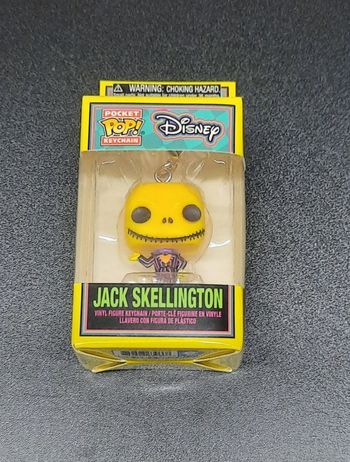 WARNING: CHOKING HAZARD.
POCKET
POP!
KEYCHAIN
Disney
JACK SKELLINGTON
VINYL FIGURE KEYCHAIN / PORTE-CLÉ FIGURINE EN VINYLE
LLAVERO CON FIGURA DE PLÁSTICO